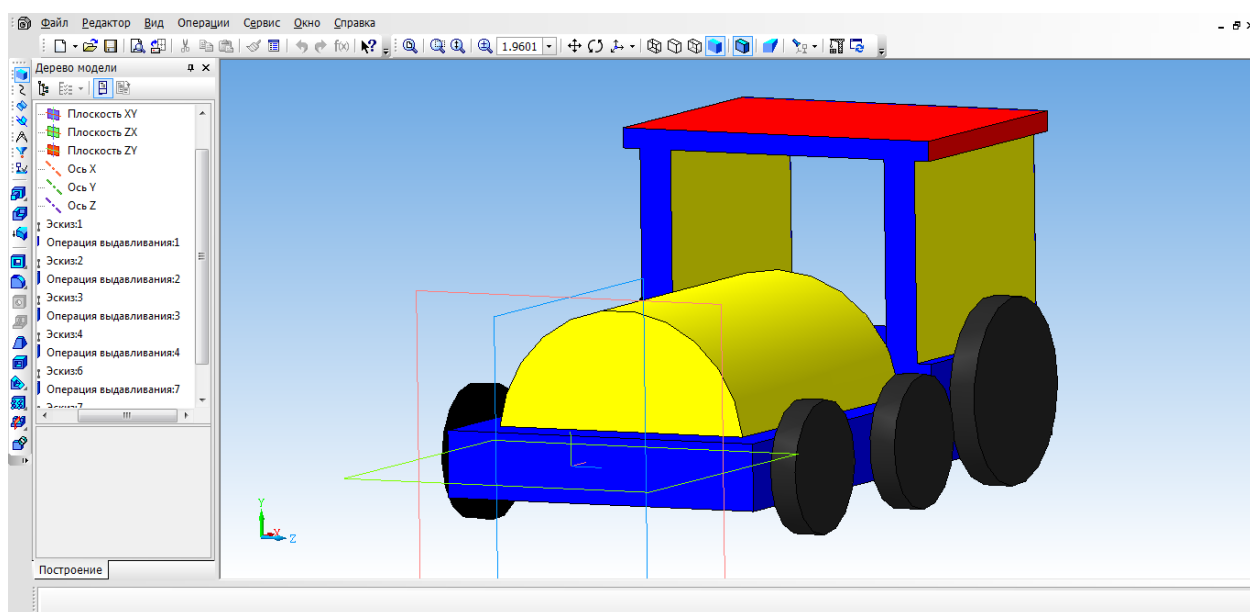 Файл Редактор Вид Операции Сервис Окно Справка
f(x) 1.9601
Дерево модели
Плоскость XY
Плоскость ZX
Плоскость ZY
Ось X
Ось Y
Ось Z
Эскиз:1
Операция выдавливания:1
Эскиз:2
Операция выдавливания:2
Эскиз:3
Операция выдавливания:3
Эскиз:4
Операция выдавливания:4
Эскиз:6
Операция выдавливания:7
Эскиз:7
Y
X
Z
Построение